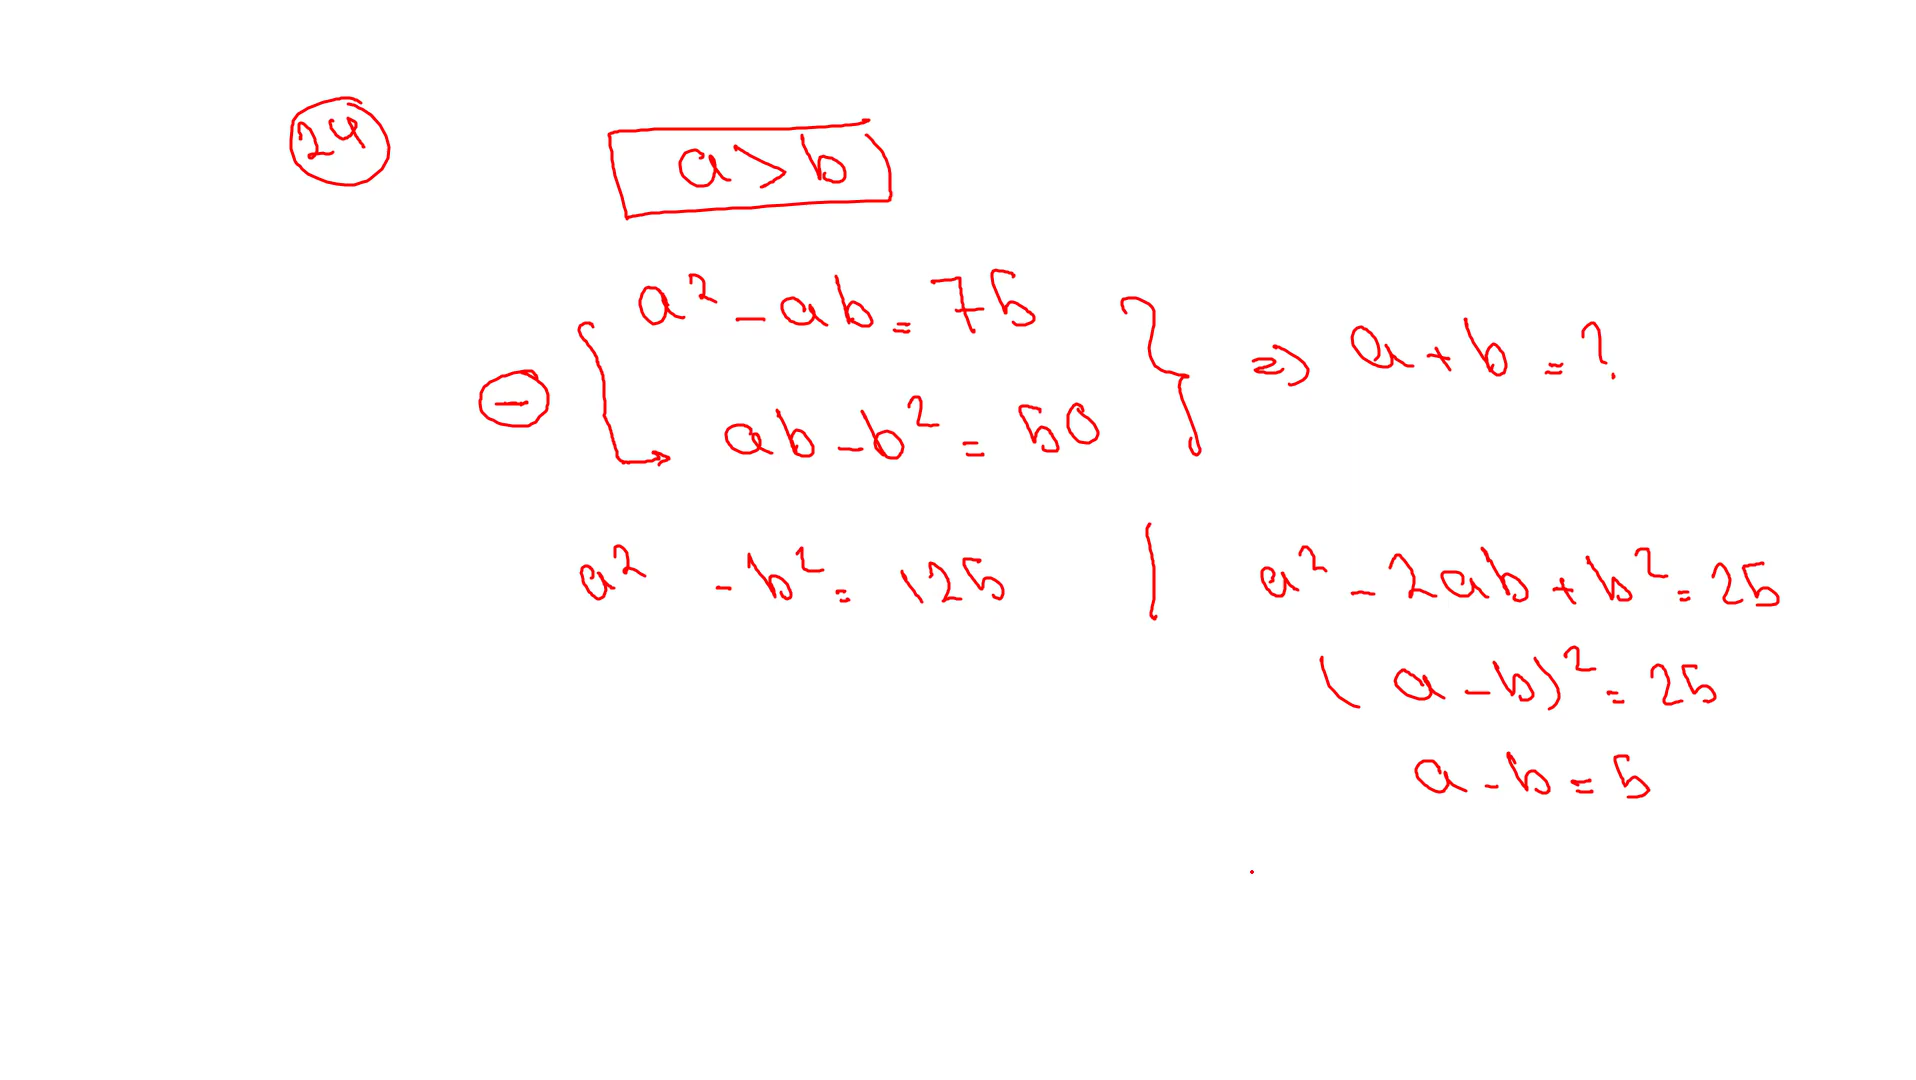 24
a > b
a² - ab = 75
ab - b² = 50
⇒ a + b = ?
-
a² - b² = 125
a² - 2ab + b² = 25
(a - b)² = 25
a - b = 5